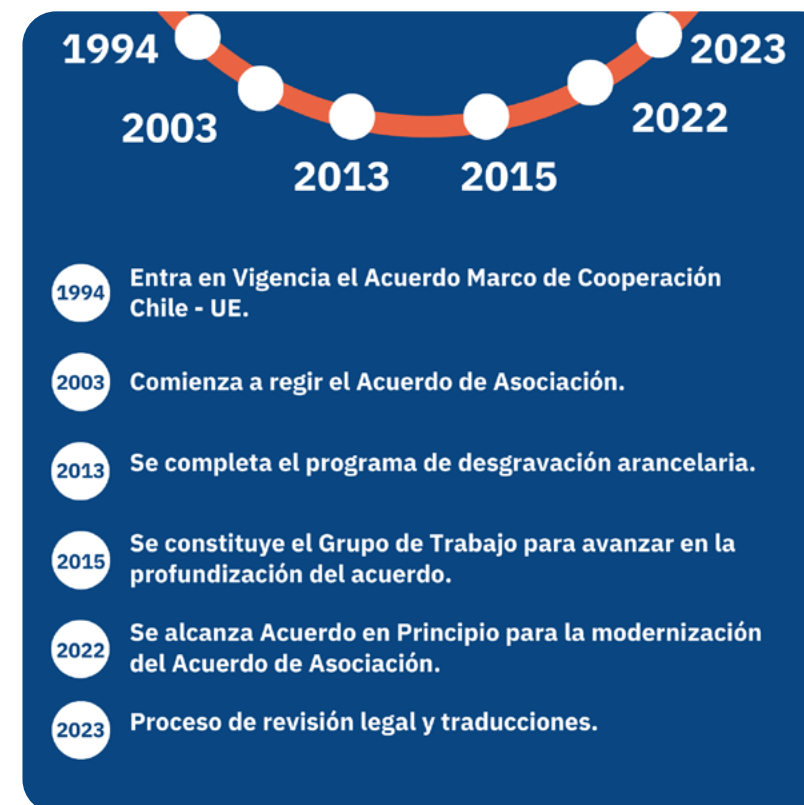 1994
2003
2013
2015
2022
2023
1994
Entra en Vigencia el Acuerdo Marco de Cooperación
Chile - UE.
2003
Comienza a regir el Acuerdo de Asociación.
2013
Se completa el programa de desgravación arancelaria.
2015
Se constituye el Grupo de Trabajo para avanzar en la
profundización del acuerdo.
2022
Se alcanza Acuerdo en Principio para la modernización
del Acuerdo de Asociación.
2023
Proceso de revisión legal y traducciones.